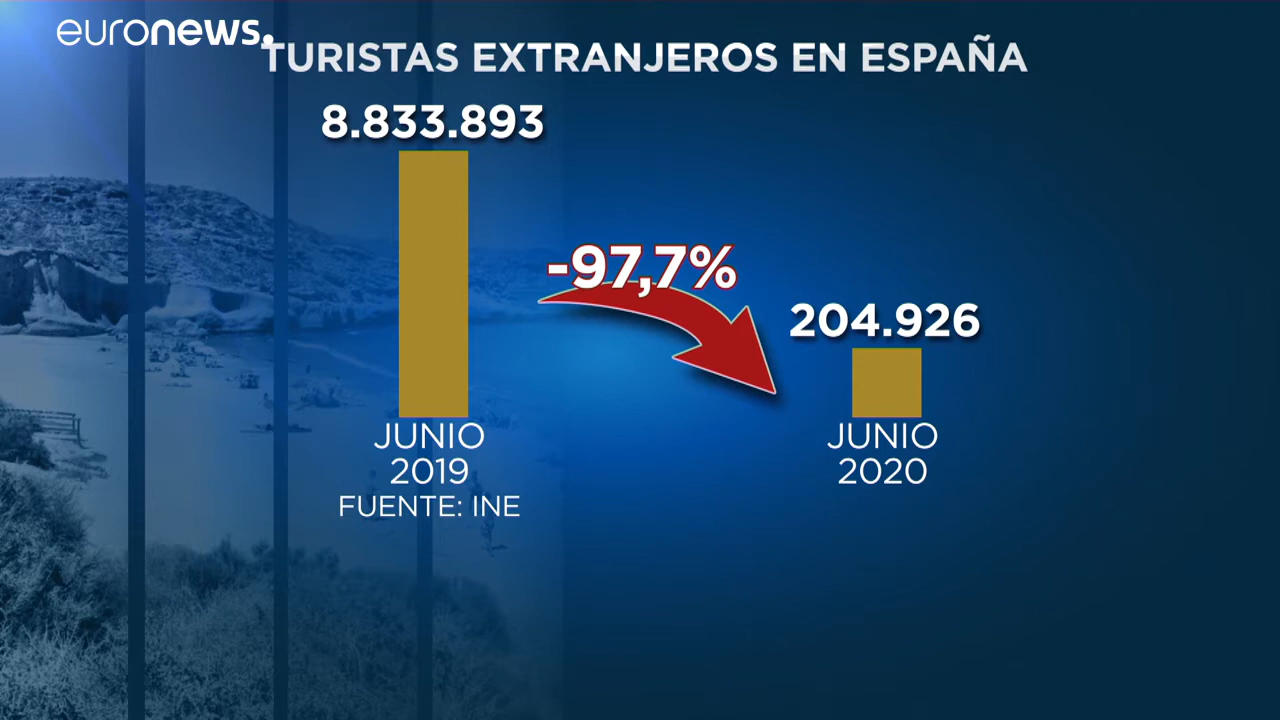 euronews.
TURISTAS EXTRANJEROS EN ESPAÑA
8.833.893
-97,7%
204.926
JUNIO
2019
FUENTE: INE
JUNIO
2020